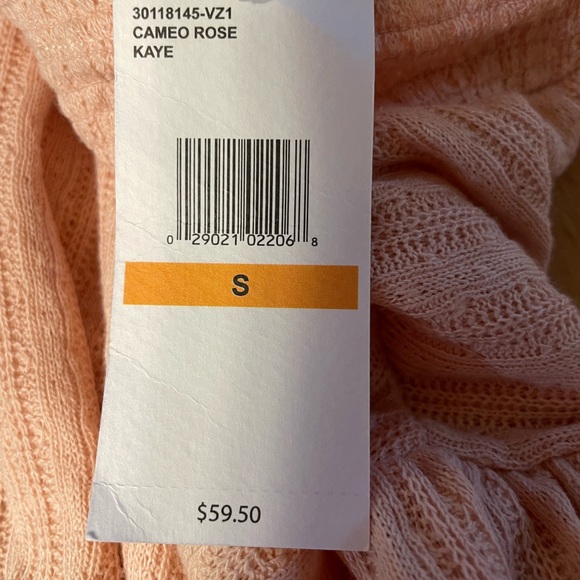 30118145-VZ1
CAMEO ROSE
KAYE
0 29021 02206 8
S
$59.50